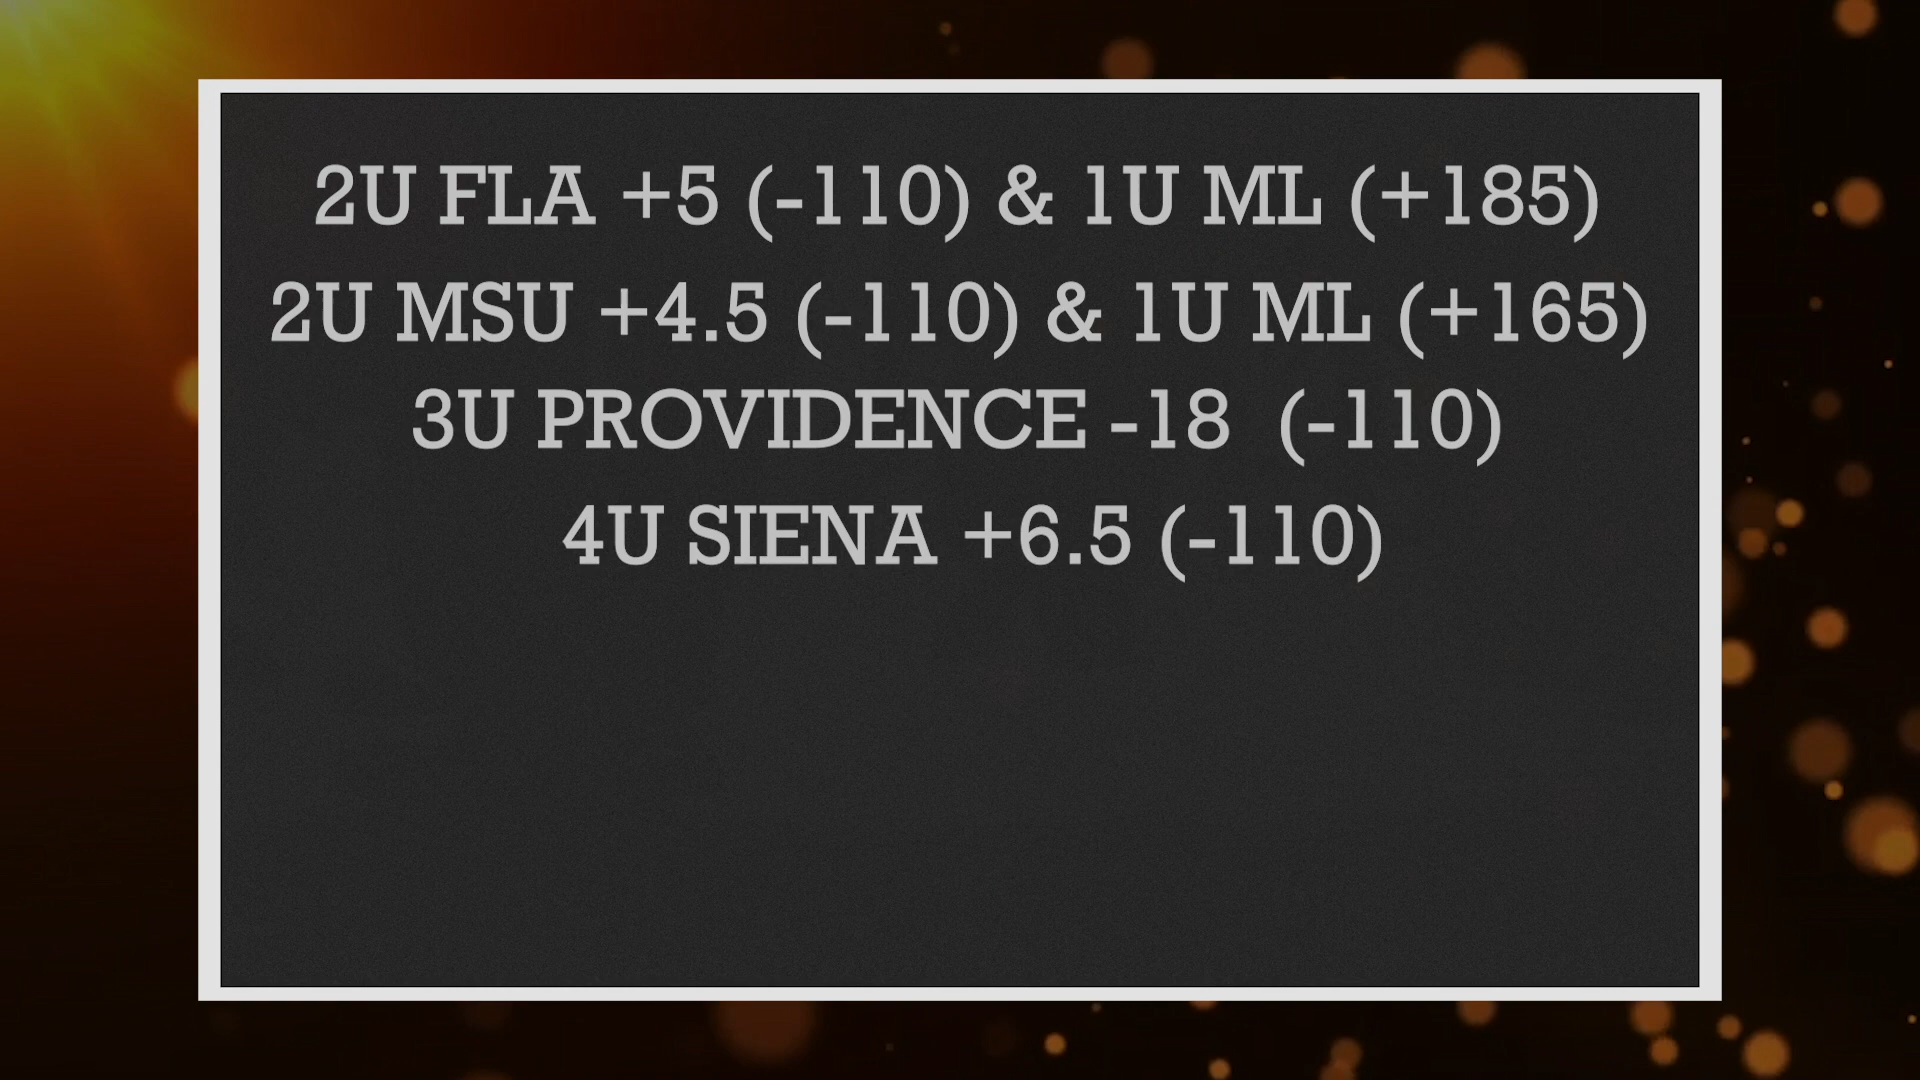 2U FLA +5 (-110) & 1U ML (+185)
2U MSU +4.5 (-110) & 1U ML (+165)
3U PROVIDENCE -18 (-110)
4U SIENA +6.5 (-110)